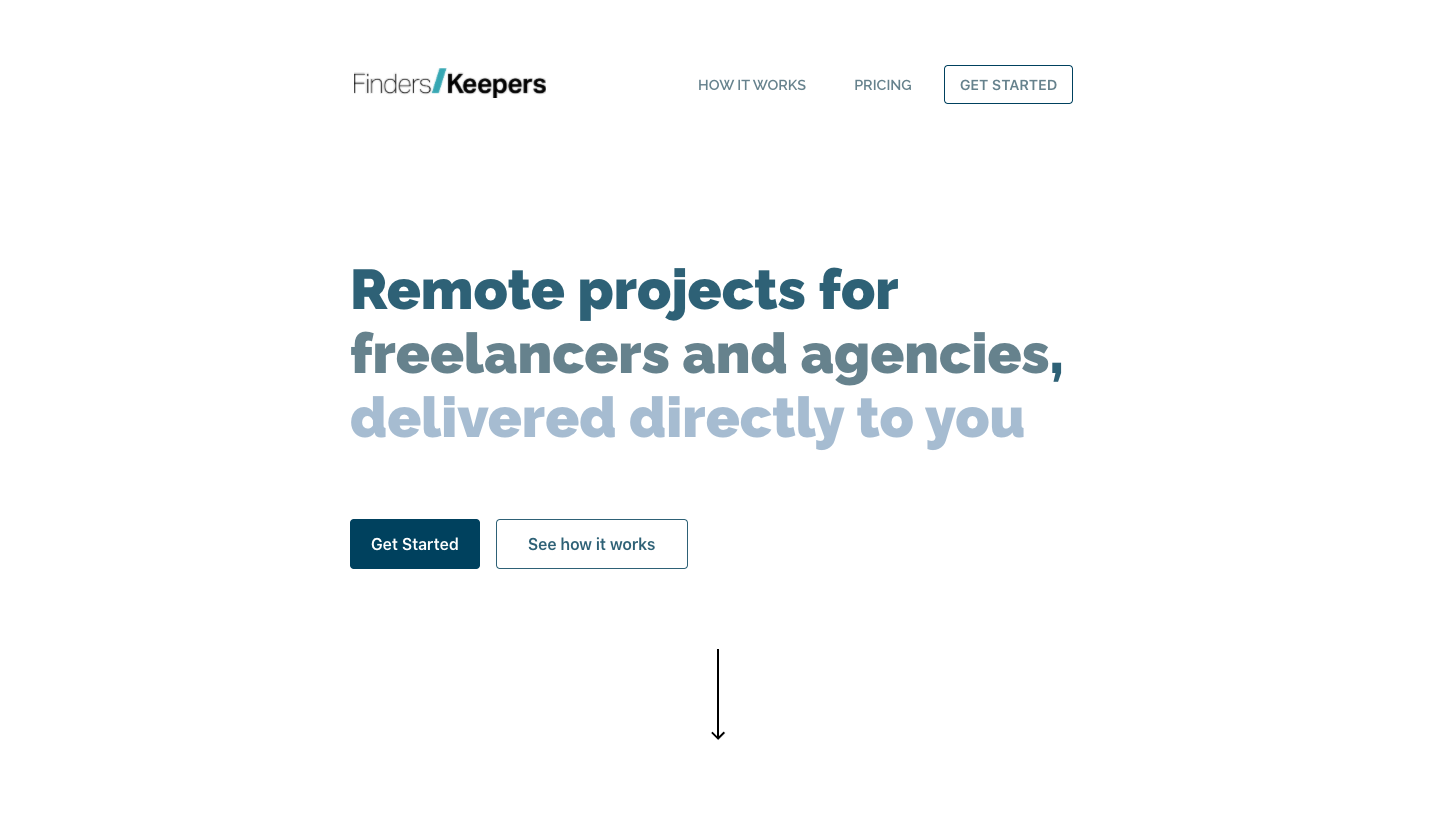 Finders/Keepers
HOW IT WORKS
PRICING
GET STARTED
Remote projects for
freelancers and agencies,
delivered directly to you
Get Started
See how it works